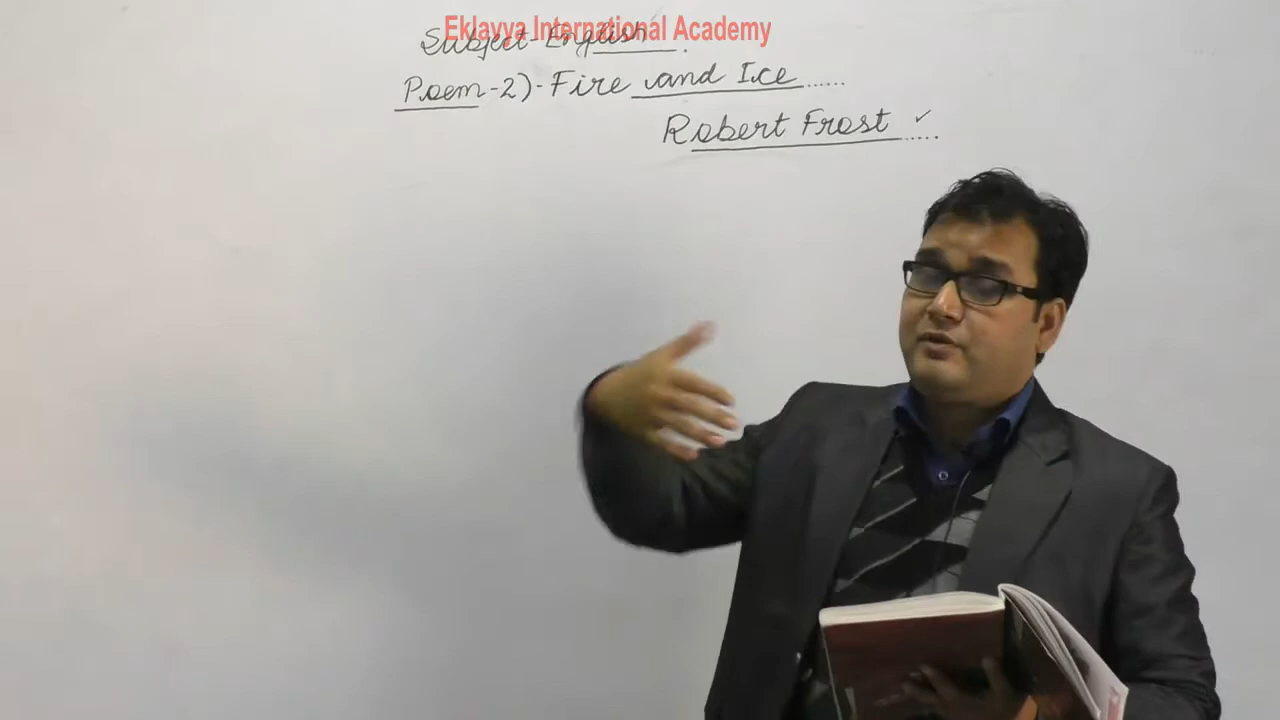 Eklavya International Academy
Subject-English.
Poem-2)-Fire and Ice......
Robert Frost ✓.....